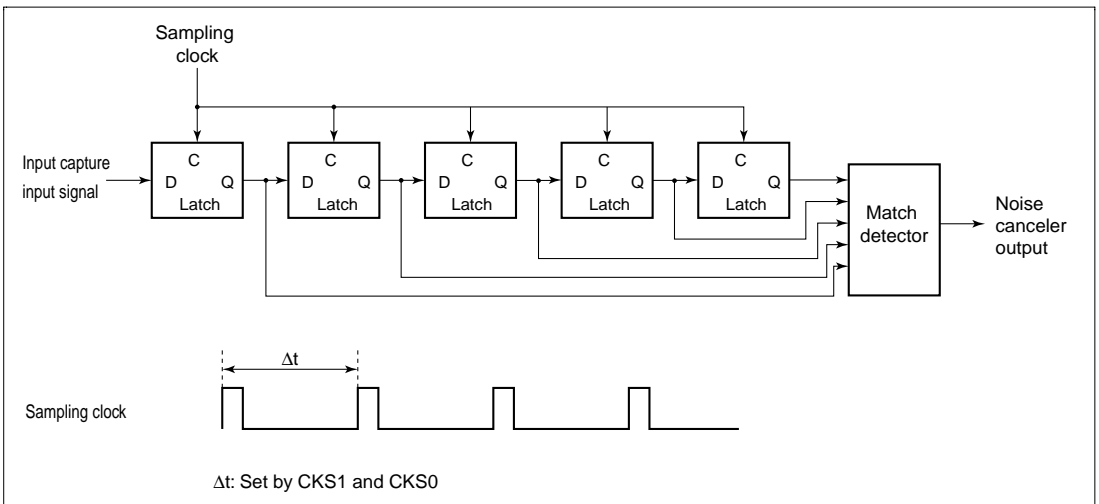 Sampling
clock
Input capture
input signal
C
D Q
Latch
C
D Q
Latch
C
D Q
Latch
C
D Q
Latch
C
D Q
Latch
Match
detector
Noise
canceler
output
Δt
Sampling clock
Δt: Set by CKS1 and CKS0